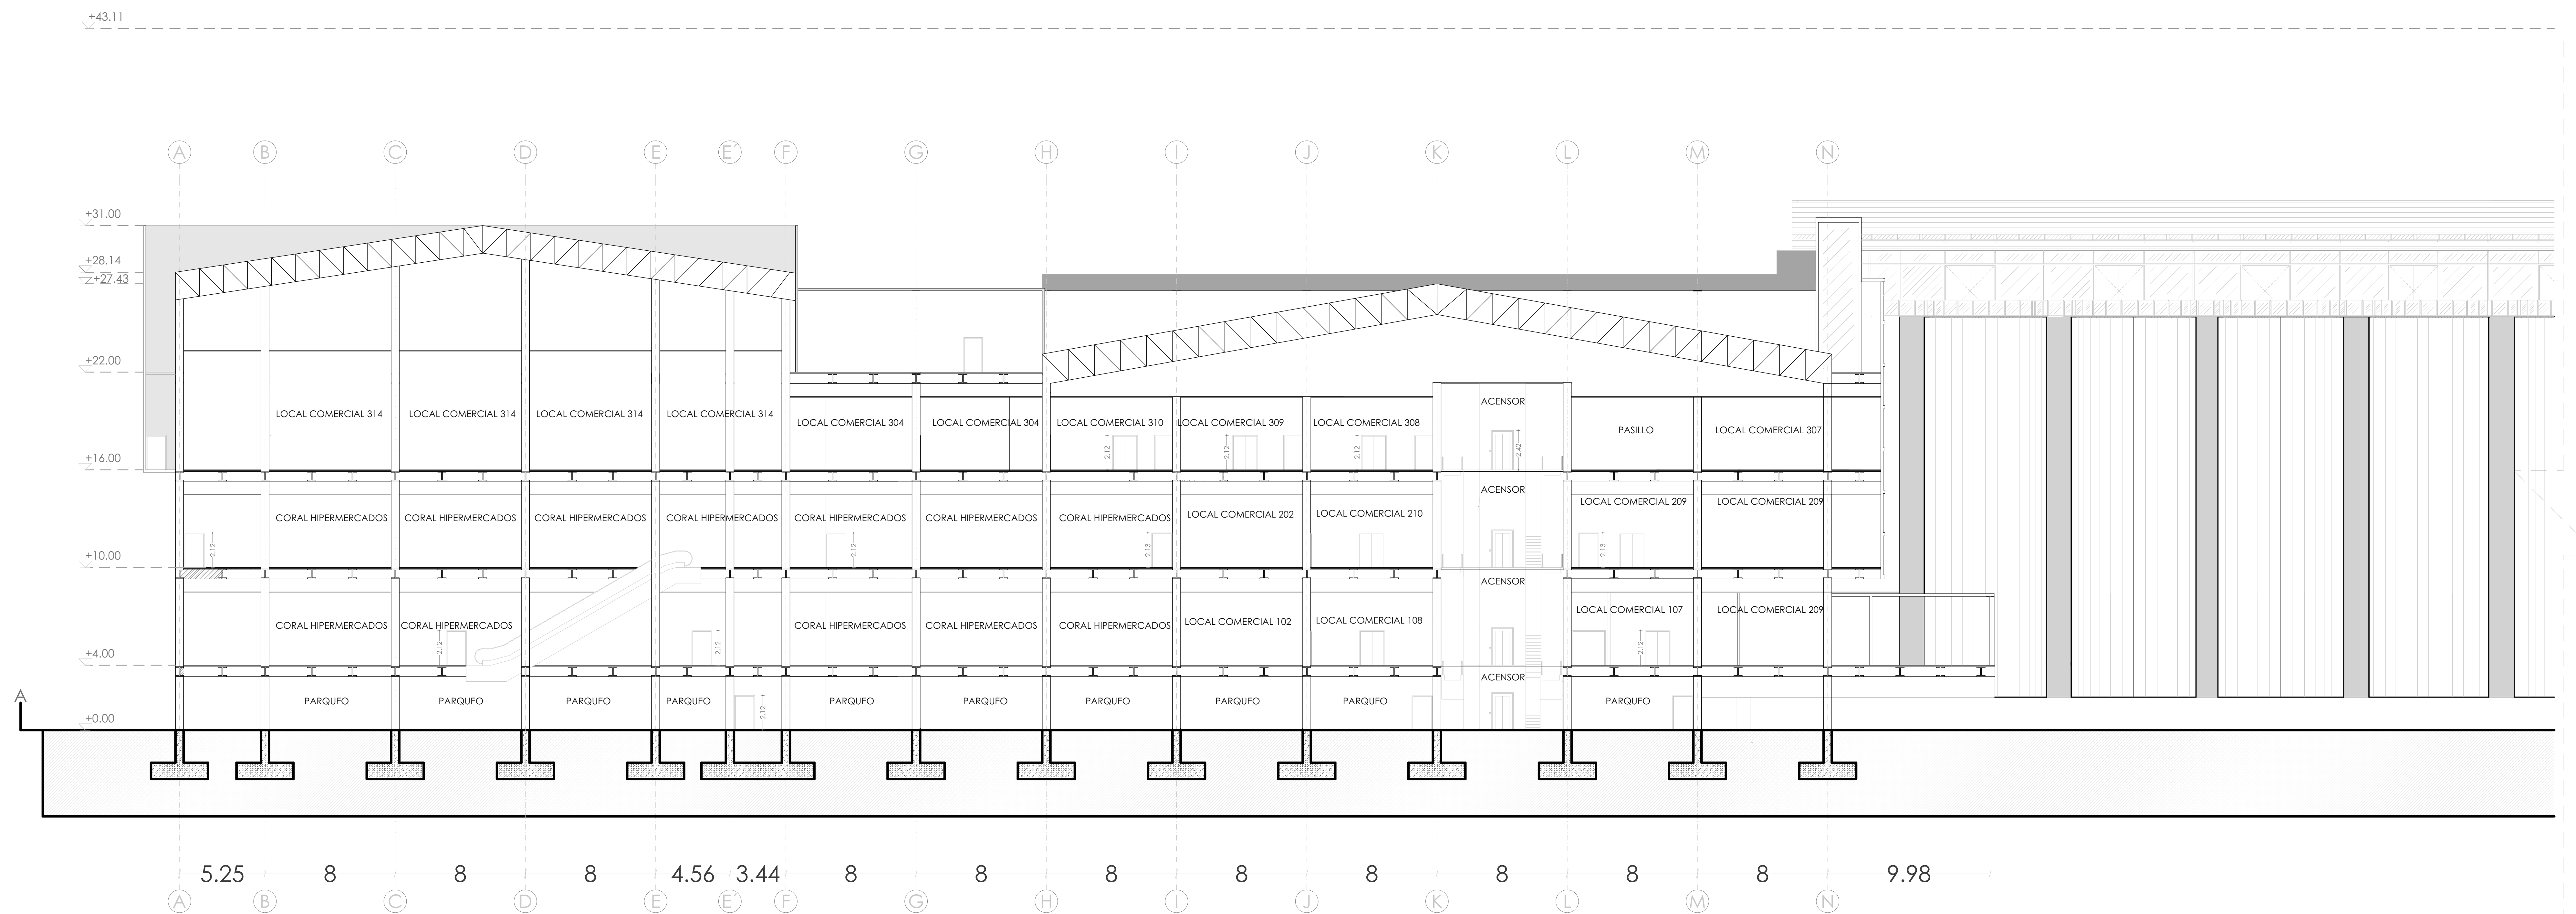 +43.11
A B C D E E´ F G H I J K L M N
+31.00
+28.14
+27.43
+22.00
LOCAL COMERCIAL 314 LOCAL COMERCIAL 314 LOCAL COMERCIAL 314 LOCAL COMERCIAL 314 LOCAL COMERCIAL 304 LOCAL COMERCIAL 304 LOCAL COMERCIAL 310 LOCAL COMERCIAL 309 LOCAL COMERCIAL 308 ACENSOR PASILLO LOCAL COMERCIAL 307
2.12 2.12 2.12 2.42
+16.00
CORAL HIPERMERCADOS CORAL HIPERMERCADOS CORAL HIPERMERCADOS CORAL HIPERMERCADOS CORAL HIPERMERCADOS CORAL HIPERMERCADOS CORAL HIPERMERCADOS LOCAL COMERCIAL 202 LOCAL COMERCIAL 210 ACENSOR LOCAL COMERCIAL 209 LOCAL COMERCIAL 209
2.12 2.12 2.13 2.13
+10.00
CORAL HIPERMERCADOS CORAL HIPERMERCADOS CORAL HIPERMERCADOS CORAL HIPERMERCADOS CORAL HIPERMERCADOS LOCAL COMERCIAL 102 LOCAL COMERCIAL 108 ACENSOR LOCAL COMERCIAL 107 LOCAL COMERCIAL 209
2.12 2.12 2.12
+4.00
PARQUEO PARQUEO PARQUEO PARQUEO PARQUEO PARQUEO PARQUEO PARQUEO PARQUEO ACENSOR PARQUEO
A
2.12
+0.00
5.25 8 8 8 4.56 3.44 8 8 8 8 8 8 8 8 9.98
A B C D E E´ F G H I J K L M N